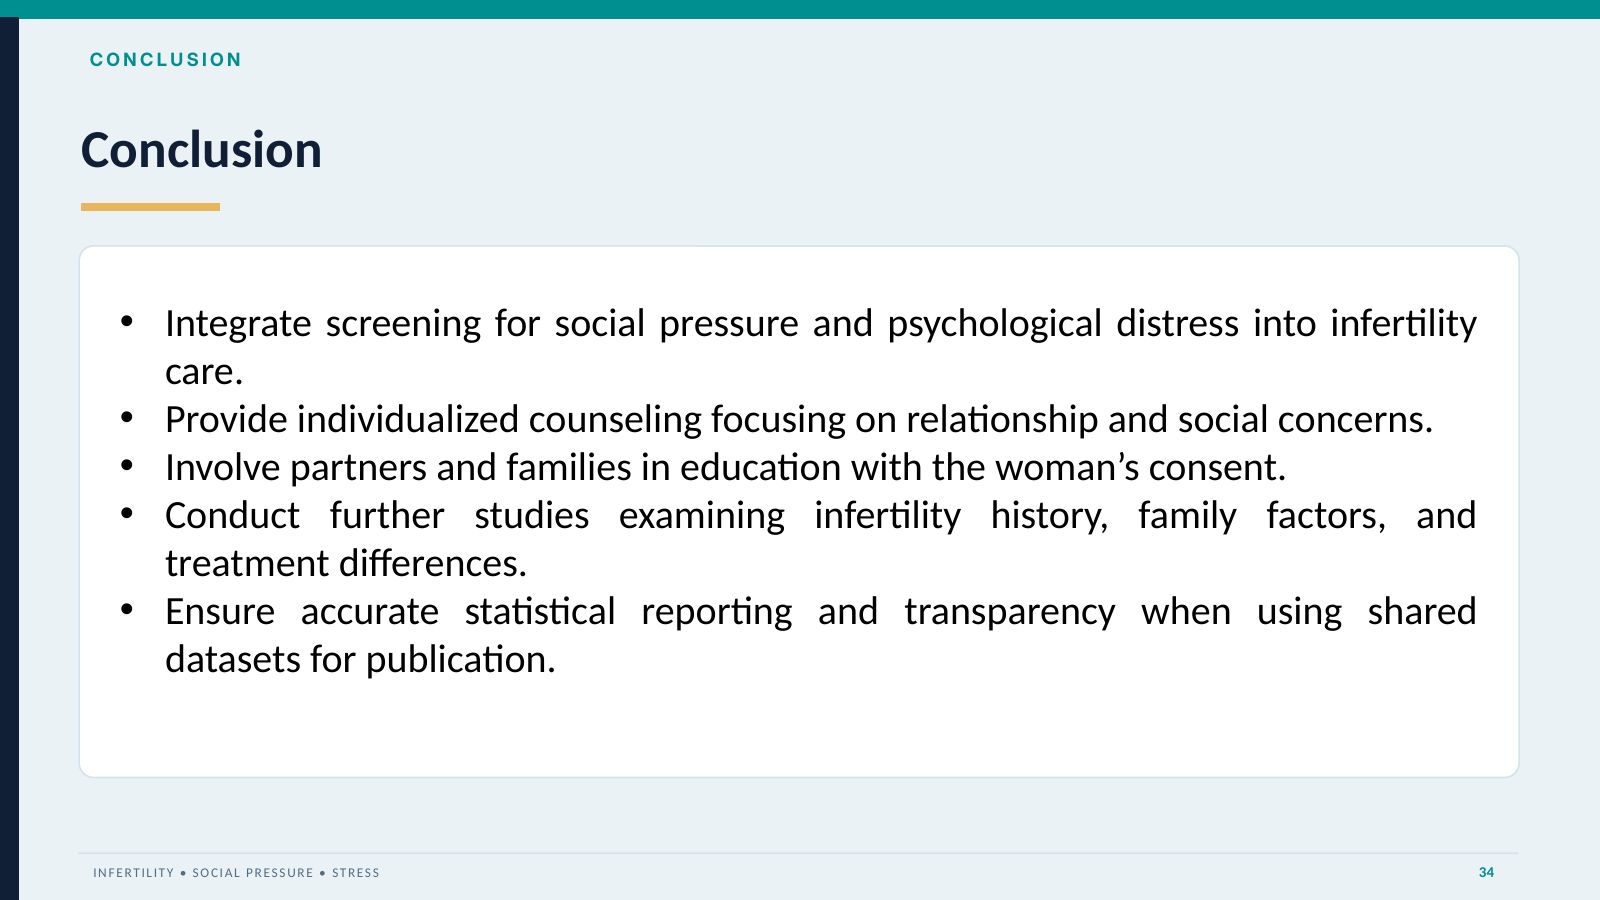 CONCLUSION
Conclusion
• Integrate screening for social pressure and psychological distress into infertility
care.
• Provide individualized counseling focusing on relationship and social concerns.
• Involve partners and families in education with the woman’s consent.
• Conduct further studies examining infertility history, family factors, and
treatment differences.
• Ensure accurate statistical reporting and transparency when using shared
datasets for publication.
INFERTILITY • SOCIAL PRESSURE • STRESS
34